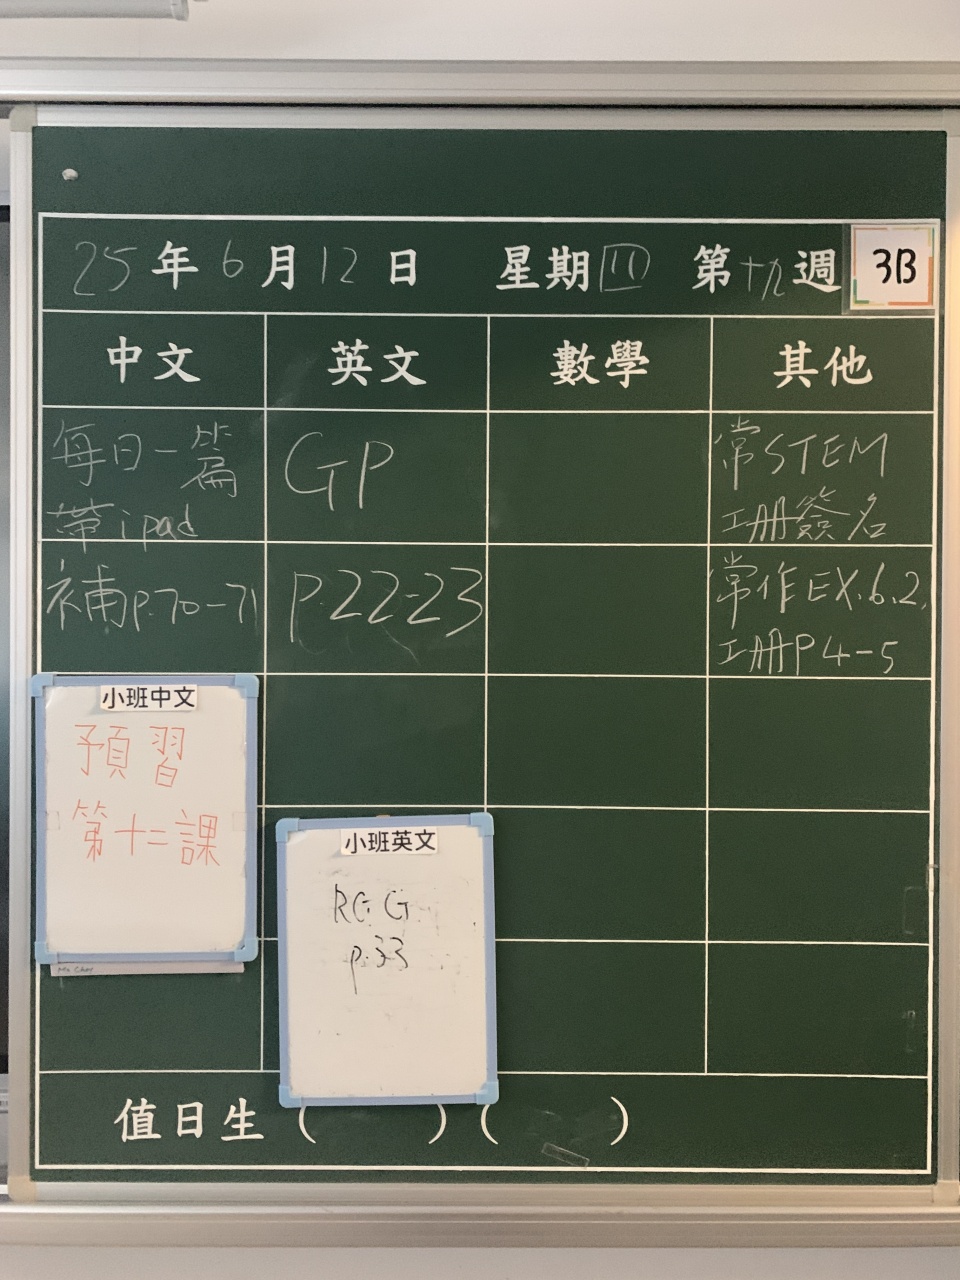 25年6月12日 星期四 第十九週 3B
中文 英文 數學 其他
每日一篇
帶ipad
GP
常STEM
工冊簽名
補p.70-71
P.22-23
常作EX.6.2,
工冊P4-5
小班中文
預習
第十二課
小班英文
RG G
p.33
值日生 ( ) ( )